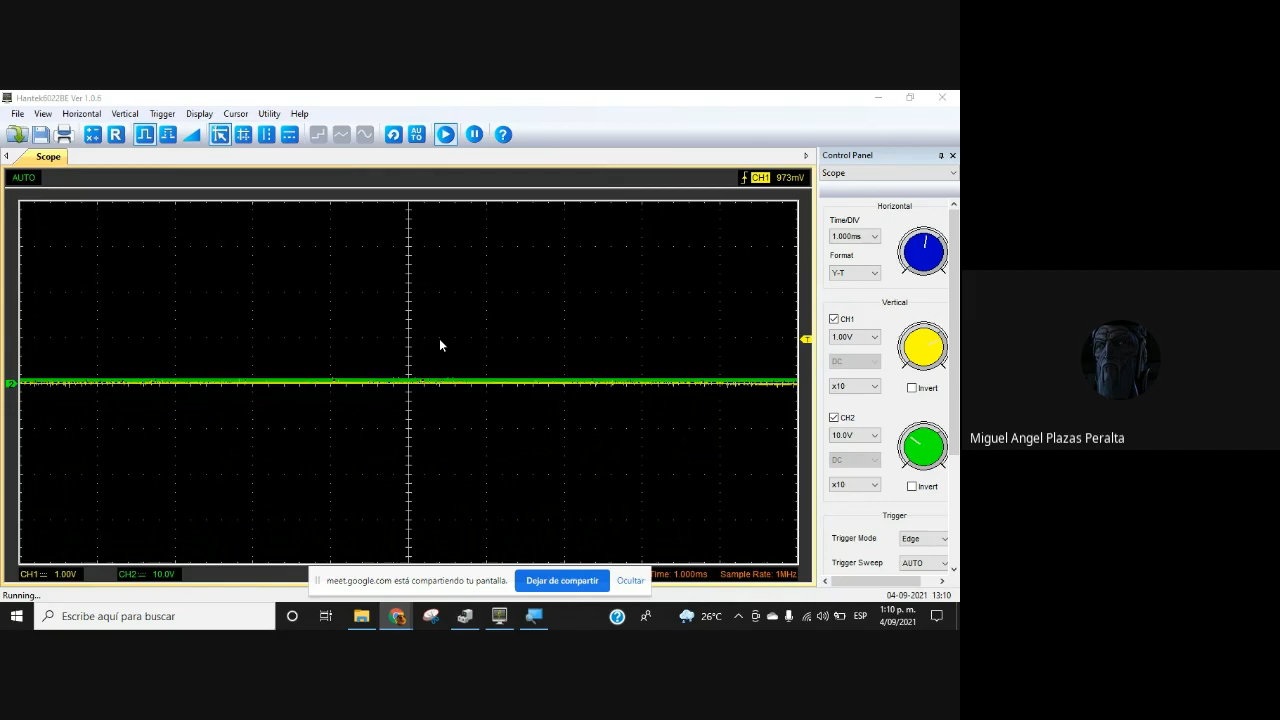 Hantek6022BE Ver 1.0.6
File View Horizontal Vertical Trigger Display Cursor Utility Help
R
AUTO
Scope
AUTO
CH1 973mV
T
2
CH1 1.00V CH2 10.0V
Time: 1.000ms Sample Rate: 1MHz
meet.google.com está compartiendo tu pantalla. Dejar de compartir Ocultar
Running...
04-09-2021 13:10
Control Panel
Scope
Horizontal
Time/DIV
1.000ms
Format
Y-T
Vertical
CH1
1.00V
DC
x10
Invert
CH2
10.0V
DC
x10
Invert
Trigger
Trigger Mode Edge
Trigger Sweep AUTO
Escribe aquí para buscar
26°C
ESP
1:10 p. m.
4/09/2021
Miguel Angel Plazas Peralta